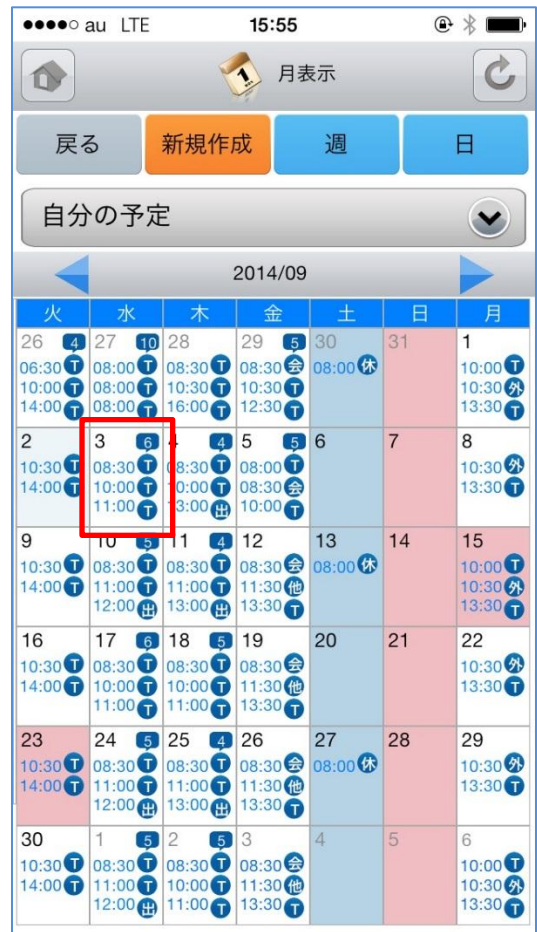 au LTE 15:55
月表示
戻る 新規作成 週 日
自分の予定
2014/09
火 水 木 金 土 日 月
26 4 27 10 28 29 5 30 31 1
06:30 T 08:00 T 08:30 T 08:30 会 08:00 休 10:00 T
10:00 T 08:00 T 10:30 T 10:30 T 10:30 外
14:00 T 08:00 T 16:00 T 12:30 T 13:30 T
2 3 6 4 4 5 5 6 7 8
10:30 T 08:30 T 08:30 T 08:00 T 10:30 外
14:00 T 10:00 T 10:00 T 08:30 会 13:30 T
11:00 T 13:00 出 10:00 T
9 10 5 11 4 12 13 14 15
10:30 T 08:30 T 08:30 T 08:30 会 08:00 休 10:00 T
14:00 T 11:00 T 11:00 T 11:30 他 10:30 外
12:00 出 13:00 出 13:30 T 13:30 T
16 17 6 18 5 19 20 21 22
10:30 T 08:30 T 08:30 T 08:30 会 10:30 外
14:00 T 10:00 T 10:00 T 11:30 他 13:30 T
11:00 T 11:00 T 13:30 T
23 24 5 25 4 26 27 28 29
10:30 T 08:30 T 08:30 T 08:30 会 08:00 休 10:30 外
14:00 T 11:00 T 11:00 T 11:30 他 13:30 T
12:00 出 13:00 出 13:30 T
30 1 5 2 5 3 4 5 6
10:30 T 08:30 T 08:30 T 08:30 会 10:00 T
14:00 T 11:00 T 10:00 T 11:30 他 10:30 外
12:00 出 11:00 T 13:30 T 13:30 T